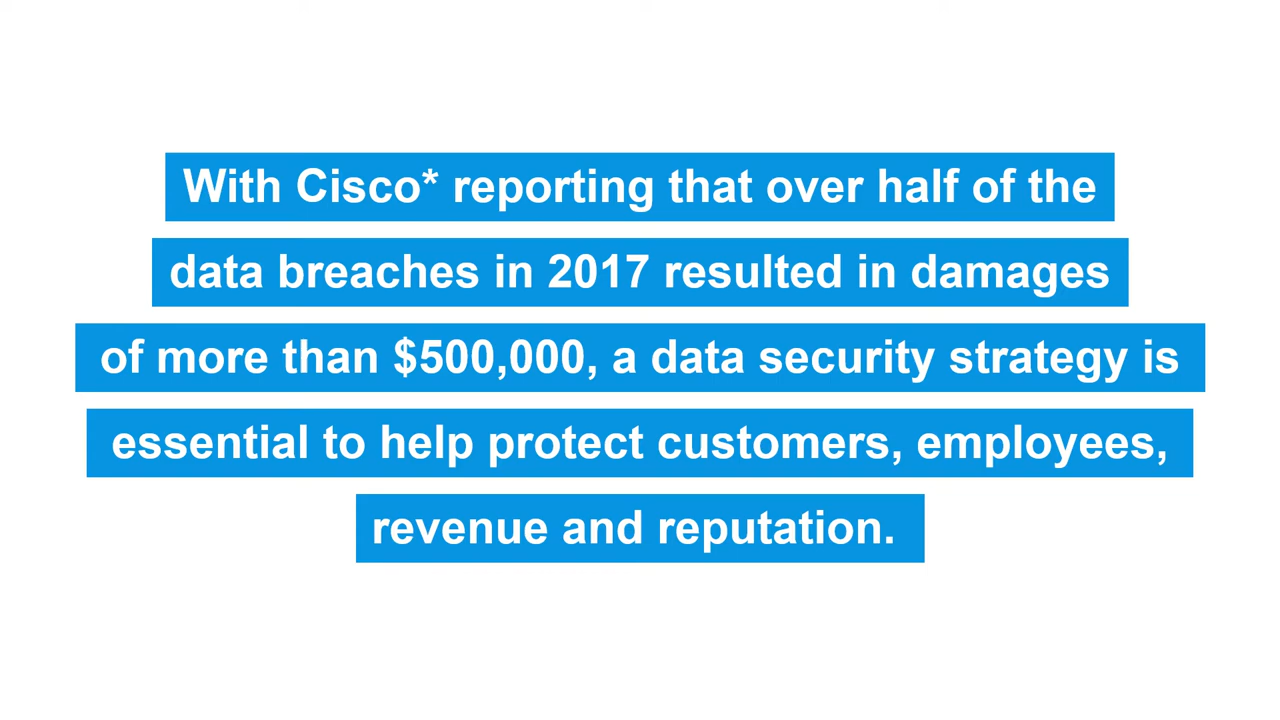 With Cisco* reporting that over half of the
data breaches in 2017 resulted in damages
of more than $500,000, a data security strategy is
essential to help protect customers, employees,
revenue and reputation.